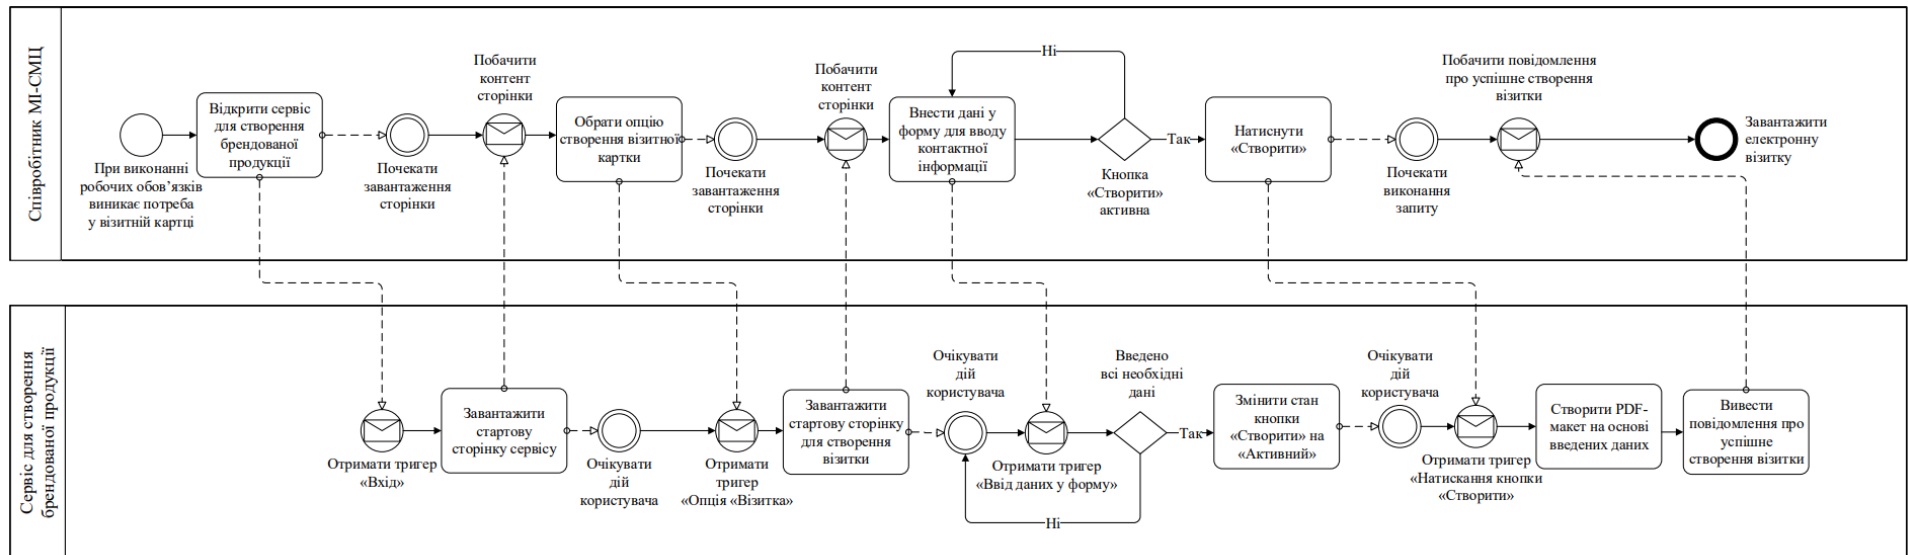 Співробітник МІ-СМЦ
При виконанні
робочих обов’язків
виникає потреба
у візитній картці
Відкрити сервіс
для створення
брендованої
продукції
Почекати
завантаження
сторінки
Побачити
контент
сторінки
Обрати опцію
створення візитної
картки
Почекати
завантаження
сторінки
Побачити
контент
сторінки
Внести дані у
форму для вводу
контактної
інформації
Ні
Кнопка
«Створити»
активна
Так
Натиснути
«Створити»
Почекати
виконання
запиту
Побачити повідомлення
про успішне створення
візитки
Завантажити
електронну
візитку
Сервіс для створення
брендованої продукції
Отримати тригер
«Вхід»
Завантажити
стартову
сторінку сервісу
Очікувати
дій
користувача
Отримати
тригер
«Опція «Візитка»
Завантажити
стартову сторінку
для створення
візитки
Очікувати
дій
користувача
Отримати тригер
«Ввід даних у форму»
Введено
всі необхідні
дані
Ні
Так
Змінити стан
кнопки
«Створити» на
«Активний»
Очікувати
дій
користувача
Отримати тригер
«Натискання кнопки
«Створити»
Створити PDF-
макет на основі
введених даних
Вивести
повідомлення про
успішне
створення візитки